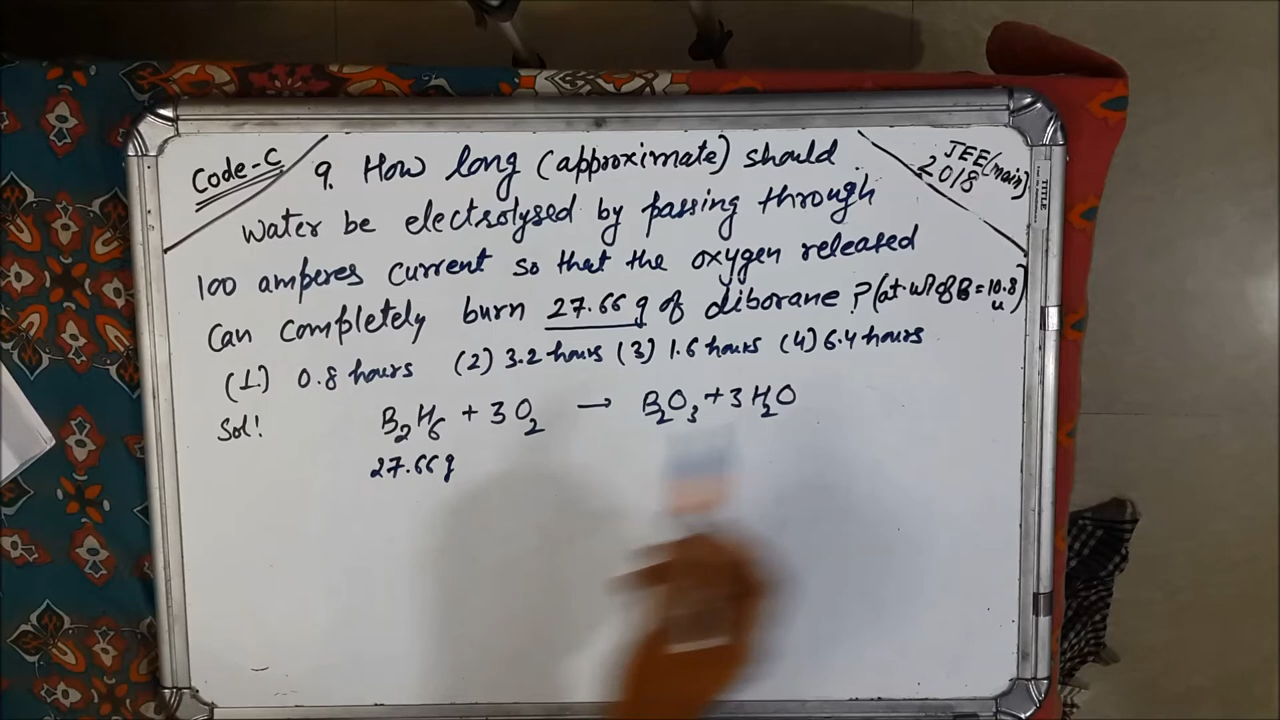 Code-C
JEE(main)
2018
9. How long (approximate) should
water be electrolysed by passing through
100 amperes current so that the oxygen released
can completely burn 27.66 g of diborane? (at. wt of B = 10.8 u)
(1.) 0.8 hours (2) 3.2 hours (3) 1.6 hours (4) 6.4 hours
Sol! B₂H₆ + 3O₂ → B₂O₃ + 3H₂O
27.66 g
TITLE